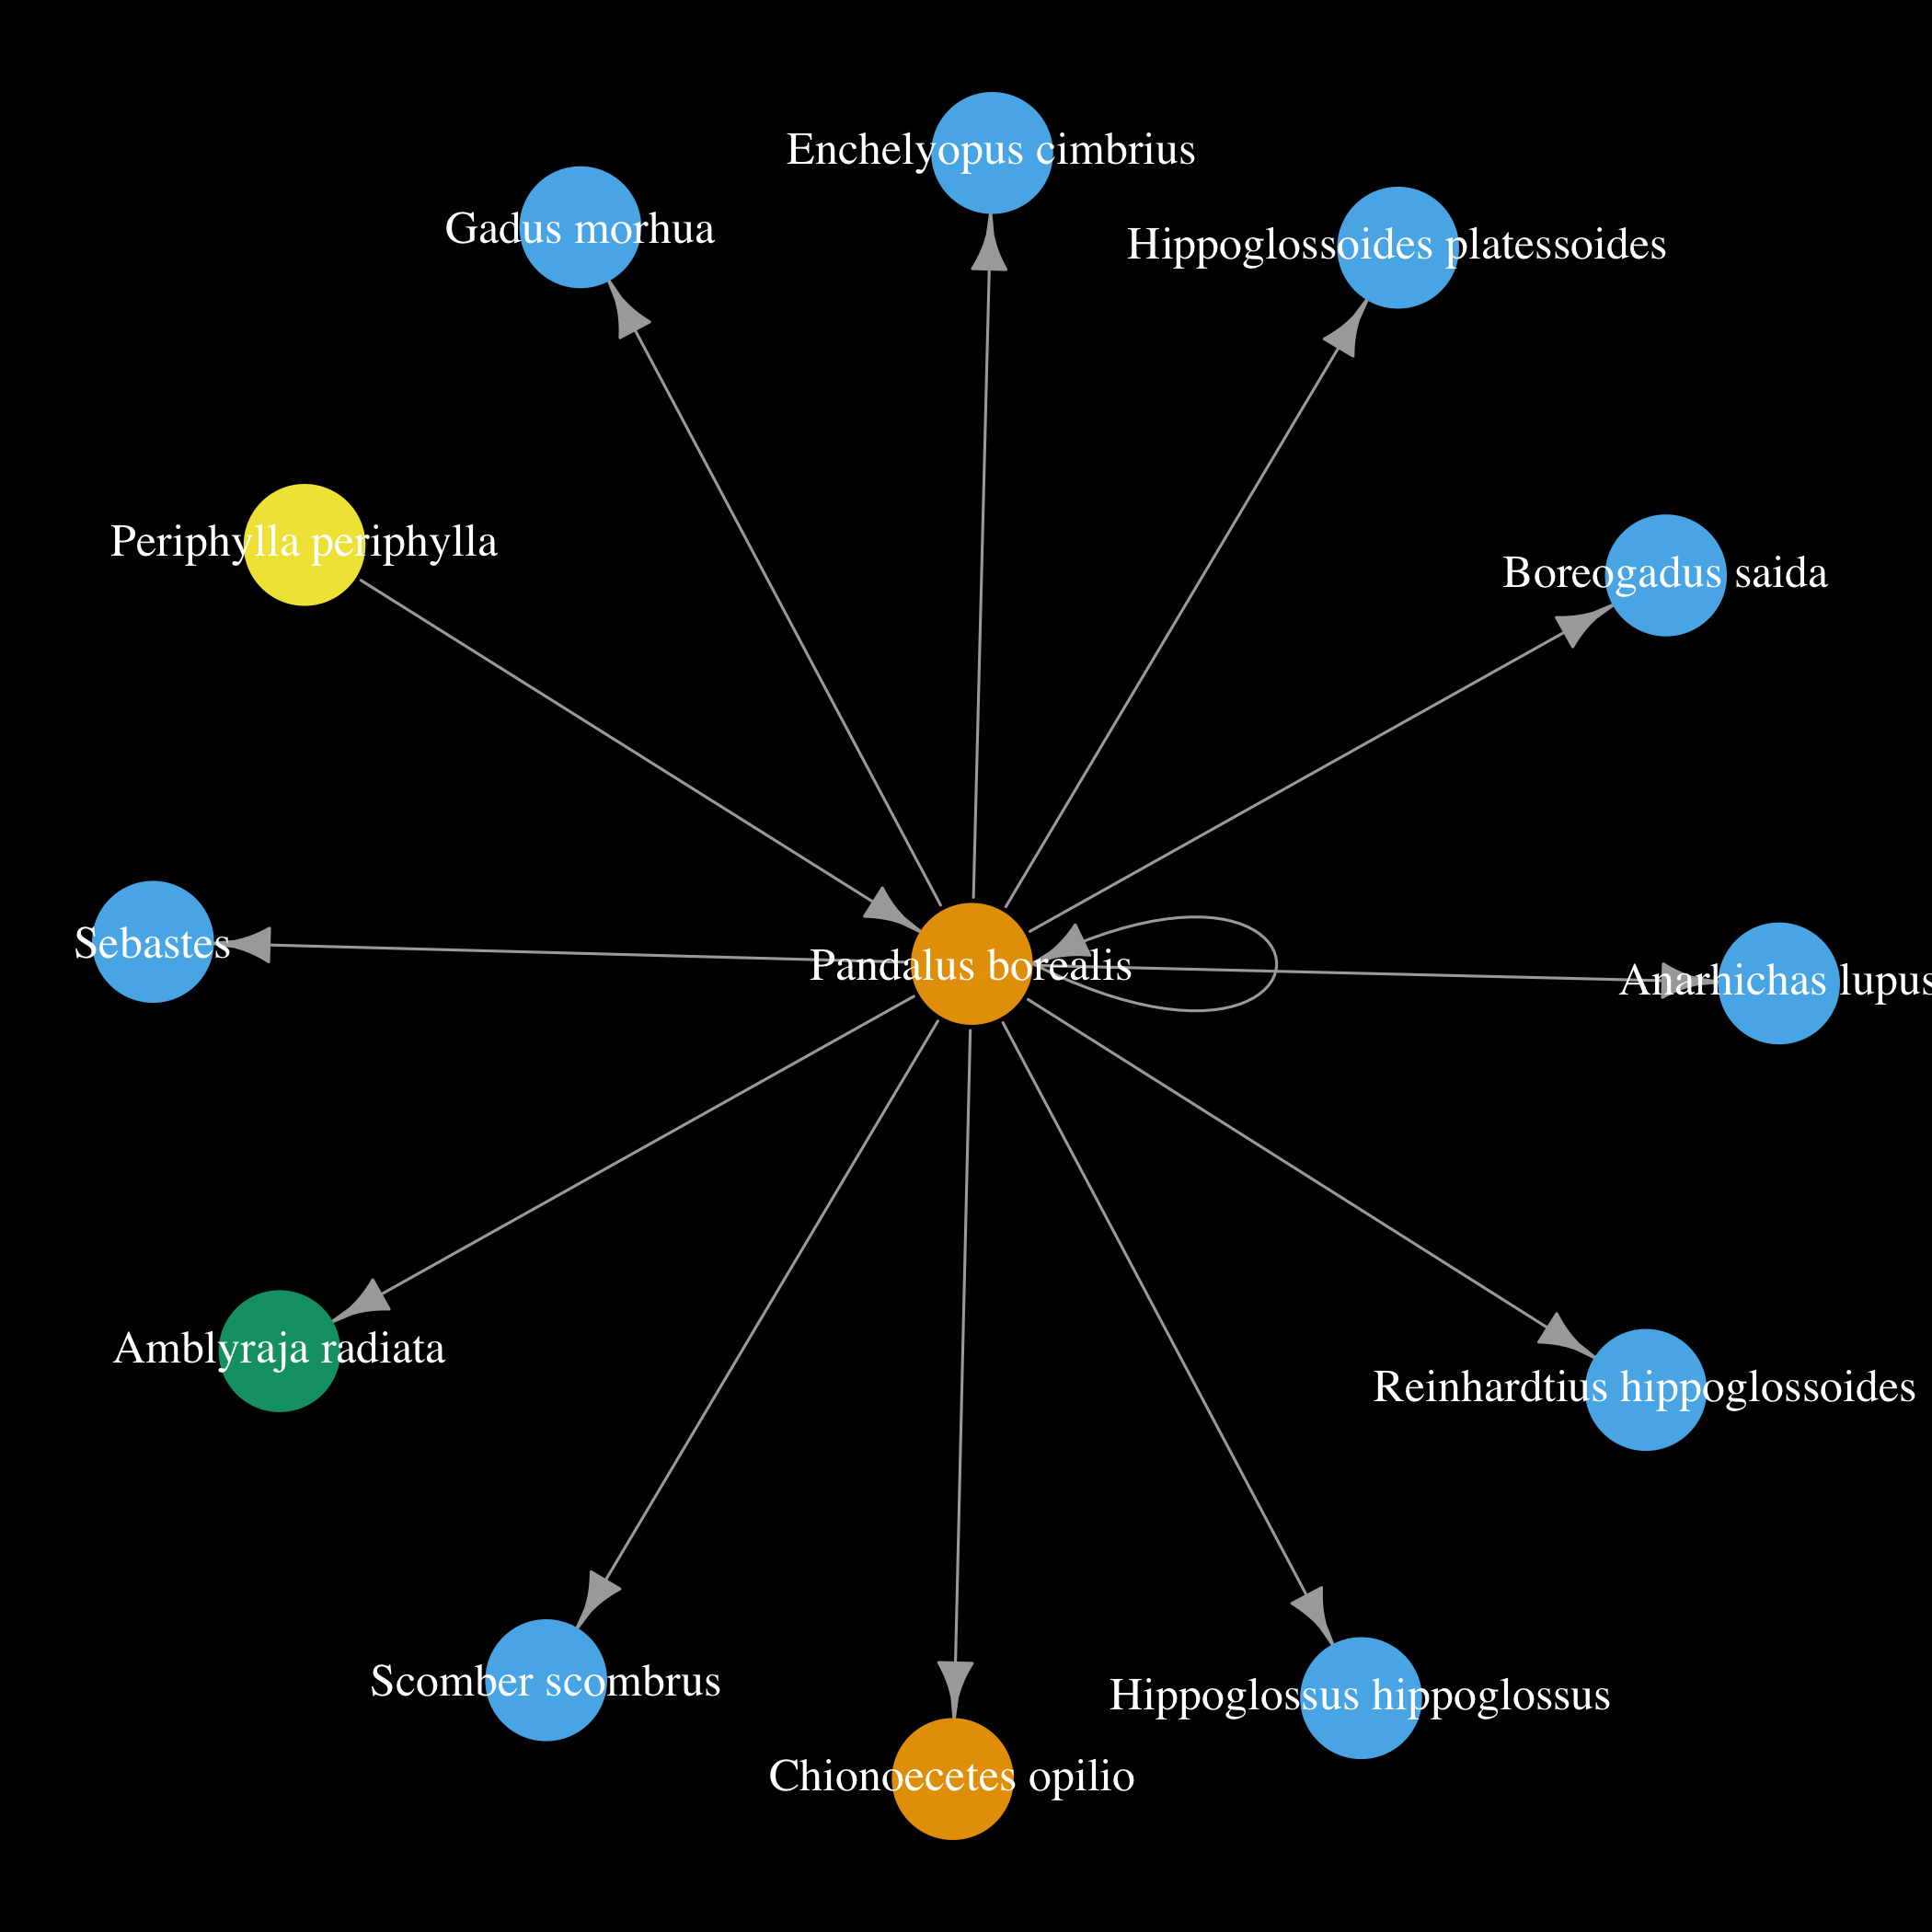 Enchelyopus cimbrius
Gadus morhua
Hippoglossoides platessoides
Periphylla periphylla
Boreogadus saida
Sebastes
Pandalus borealis
Anarhichas lupus
Amblyraja radiata
Reinhardtius hippoglossoides
Scomber scombrus
Hippoglossus hippoglossus
Chionoecetes opilio